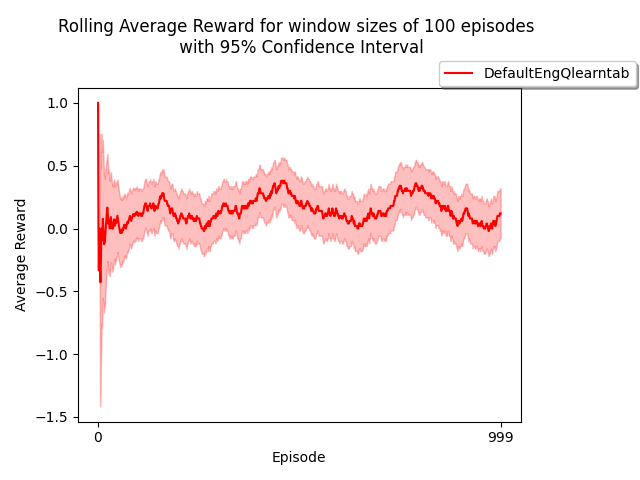 Rolling Average Reward for window sizes of 100 episodes
with 95% Confidence Interval
DefaultEngQlearntab
1.0
0.5
0.0
−0.5
−1.0
−1.5
Average Reward
0
999
Episode